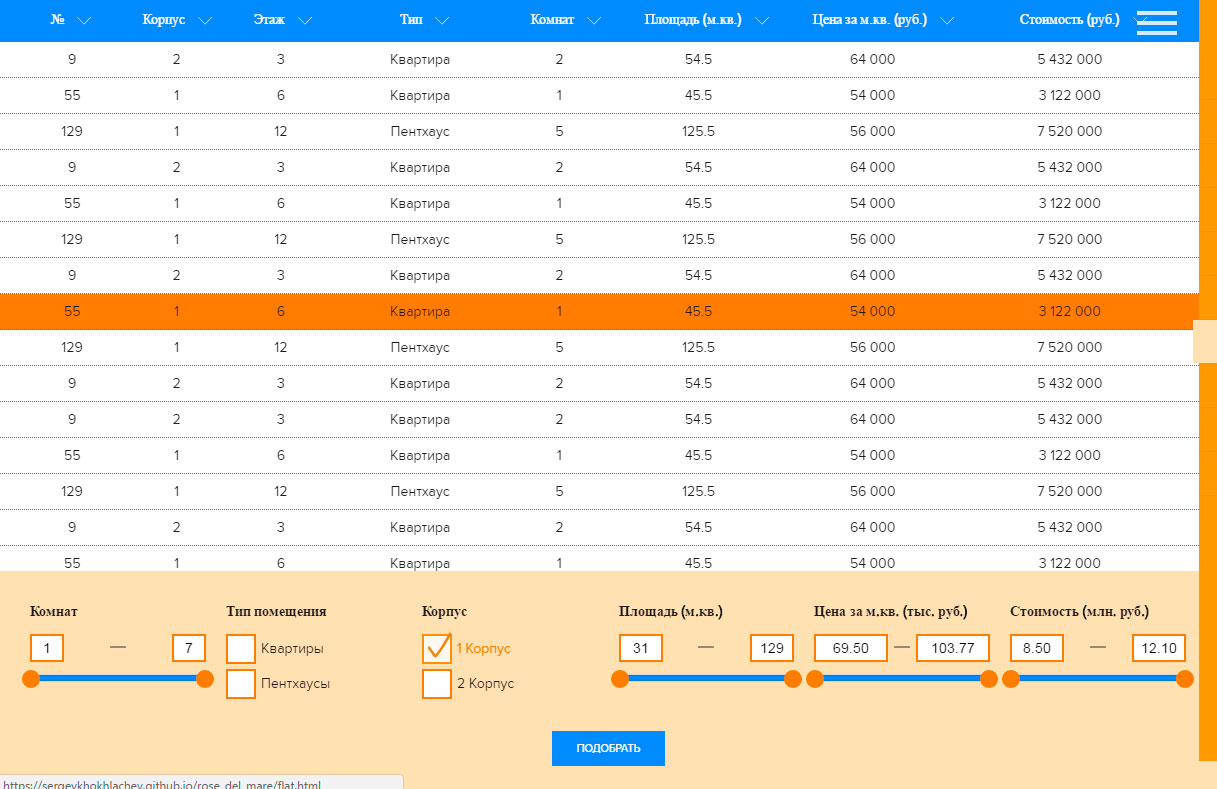 № Корпус Этаж Тип Комнат Площадь (м.кв.) Цена за м.кв. (руб.) Стоимость (руб.)
9 2 3 Квартира 2 54.5 64 000 5 432 000
55 1 6 Квартира 1 45.5 54 000 3 122 000
129 1 12 Пентхаус 5 125.5 56 000 7 520 000
9 2 3 Квартира 2 54.5 64 000 5 432 000
55 1 6 Квартира 1 45.5 54 000 3 122 000
129 1 12 Пентхаус 5 125.5 56 000 7 520 000
9 2 3 Квартира 2 54.5 64 000 5 432 000
55 1 6 Квартира 1 45.5 54 000 3 122 000
129 1 12 Пентхаус 5 125.5 56 000 7 520 000
9 2 3 Квартира 2 54.5 64 000 5 432 000
9 2 3 Квартира 2 54.5 64 000 5 432 000
55 1 6 Квартира 1 45.5 54 000 3 122 000
129 1 12 Пентхаус 5 125.5 56 000 7 520 000
9 2 3 Квартира 2 54.5 64 000 5 432 000
55 1 6 Квартира 1 45.5 54 000 3 122 000
Комнат Тип помещения Корпус Площадь (м.кв.) Цена за м.кв. (тыс. руб.) Стоимость (млн. руб.)
1 — 7 Квартиры 1 Корпус 31 — 129 69.50 — 103.77 8.50 — 12.10
Пентхаусы 2 Корпус
ПОДОБРАТЬ
https://sergeykhokhlachev.github.io/rose_del_mare/flat.html